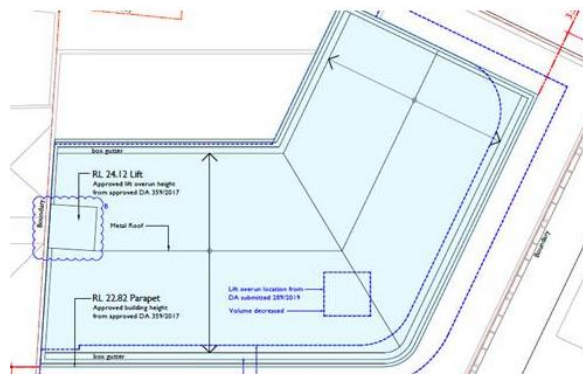 box gutter
RL 24.12 Lift
Approved lift overun height
from approved DA 359/2017
B
Boundary
Metal Roof
Lift overun location from
DA submitted 289/2019
Volume decreased
RL 22.82 Parapet
Approved building height
from approved DA 359/2017
box gutter
Boundary